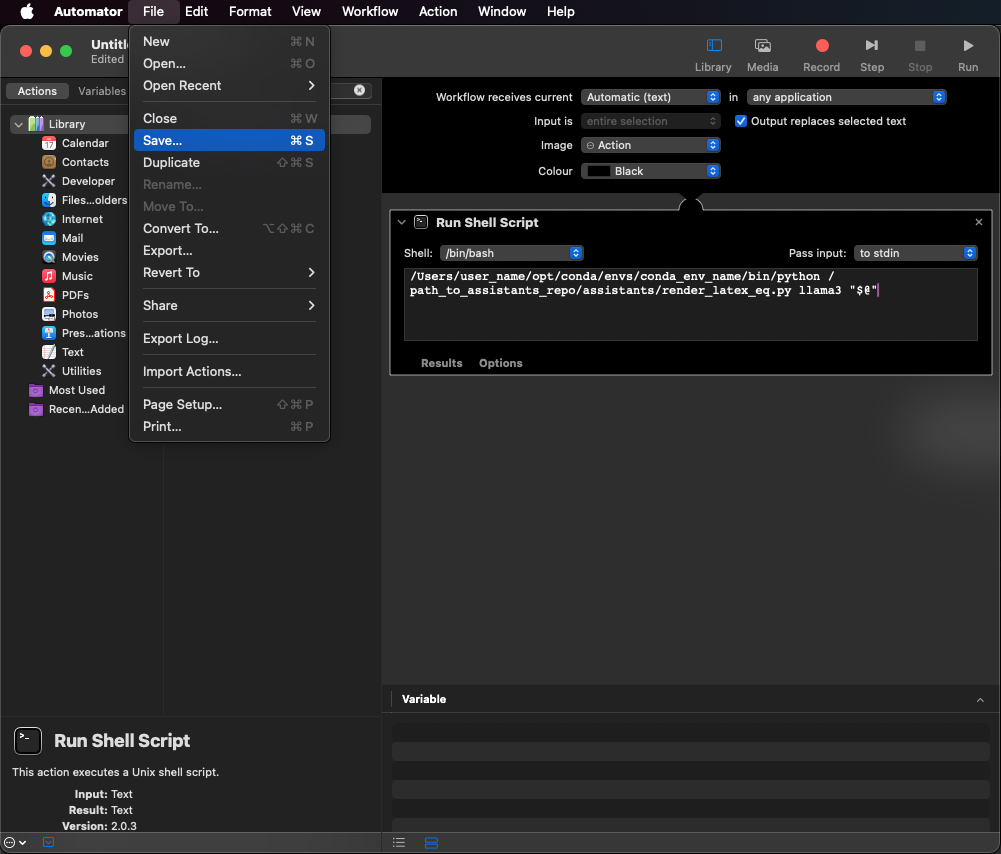 Automator File Edit Format View Workflow Action Window Help
Edited
Library Media Record Step Stop Run
New ⌘ N
Open... ⌘ O
Open Recent
Close ⌘ W
Save... ⌘ S
Duplicate ⇧ ⌘ S
Rename...
Move To...
Convert To... ⌥ ⇧ ⌘ C
Export...
Revert To
Share
Export Log...
Import Actions...
Page Setup... ⇧ ⌘ P
Print... ⌘ P
Actions Variables
Library
Calendar
Contacts
Developer
Files...olders
Internet
Mail
Movies
Music
PDFs
Photos
Pres...ations
Text
Utilities
Most Used
Recen...Added
Workflow receives current Automatic (text) in any application
Input is entire selection Output replaces selected text
Image Action
Colour Black
Run Shell Script
Shell: /bin/bash Pass input: to stdin
/Users/user_name/opt/conda/envs/conda_env_name/bin/python /
path_to_assistants_repo/assistants/render_latex_eq.py llama3 "$@"
Results Options
Variable
Run Shell Script
This action executes a Unix shell script.
Input: Text
Result: Text
Version: 2.0.3